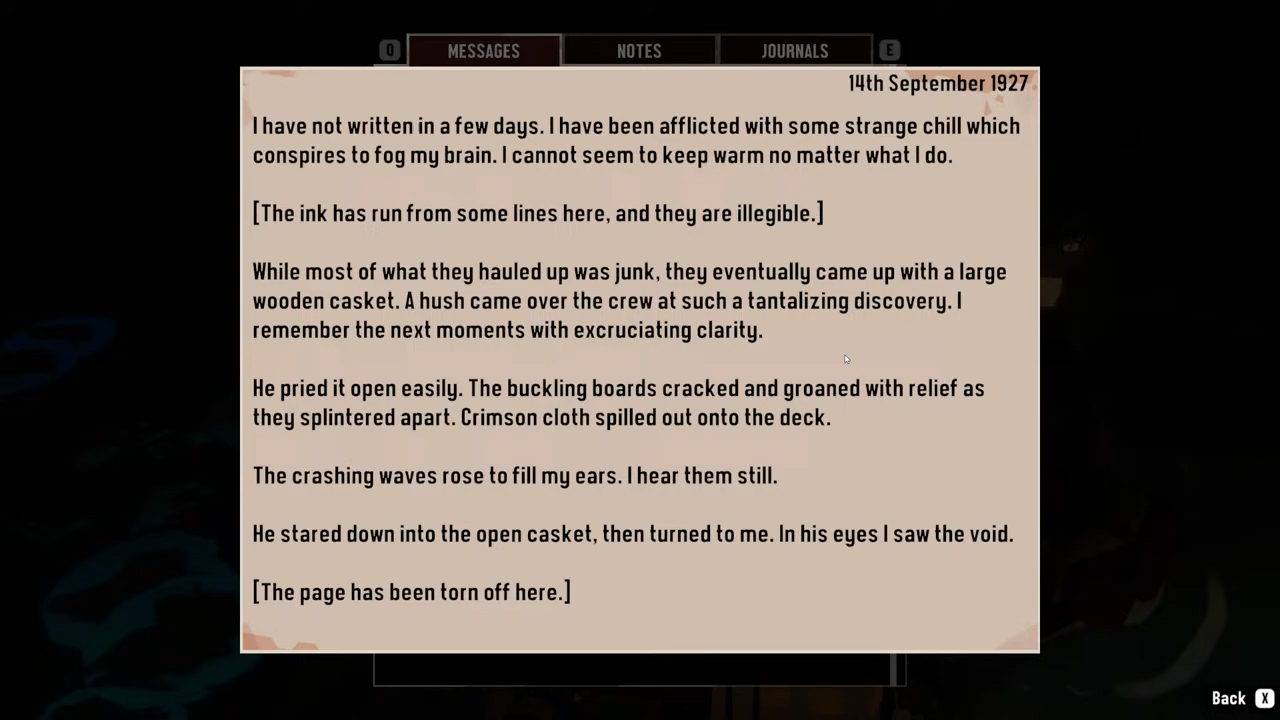 Q MESSAGES NOTES JOURNALS E
14th September 1927
I have not written in a few days. I have been afflicted with some strange chill which
conspires to fog my brain. I cannot seem to keep warm no matter what I do.
[The ink has run from some lines here, and they are illegible.]
While most of what they hauled up was junk, they eventually came up with a large
wooden casket. A hush came over the crew at such a tantalizing discovery. I
remember the next moments with excruciating clarity.
He pried it open easily. The buckling boards cracked and groaned with relief as
they splintered apart. Crimson cloth spilled out onto the deck.
The crashing waves rose to fill my ears. I hear them still.
He stared down into the open casket, then turned to me. In his eyes I saw the void.
[The page has been torn off here.]
Back X